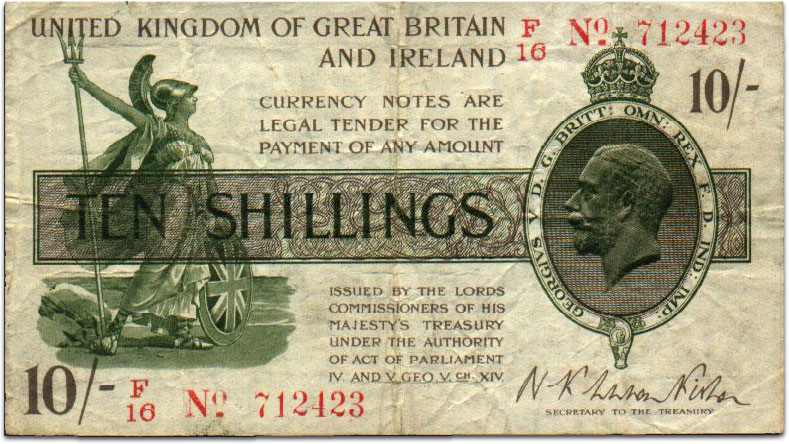 UNITED KINGDOM OF GREAT BRITAIN
AND IRELAND
F
16
Nº 712423
10/-
CURRENCY NOTES ARE
LEGAL TENDER FOR THE
PAYMENT OF ANY AMOUNT
TEN SHILLINGS
GEORGIVS V D. G. BRITT: OMN: REX F. D. IND: IMP:
ISSUED BY THE LORDS
COMMISSIONERS OF HIS
MAJESTY'S TREASURY
UNDER THE AUTHORITY
OF ACT OF PARLIAMENT
IV AND V GEO. V. CH. XIV
10/-
F
16
Nº 712423
SECRETARY TO THE TREASURY